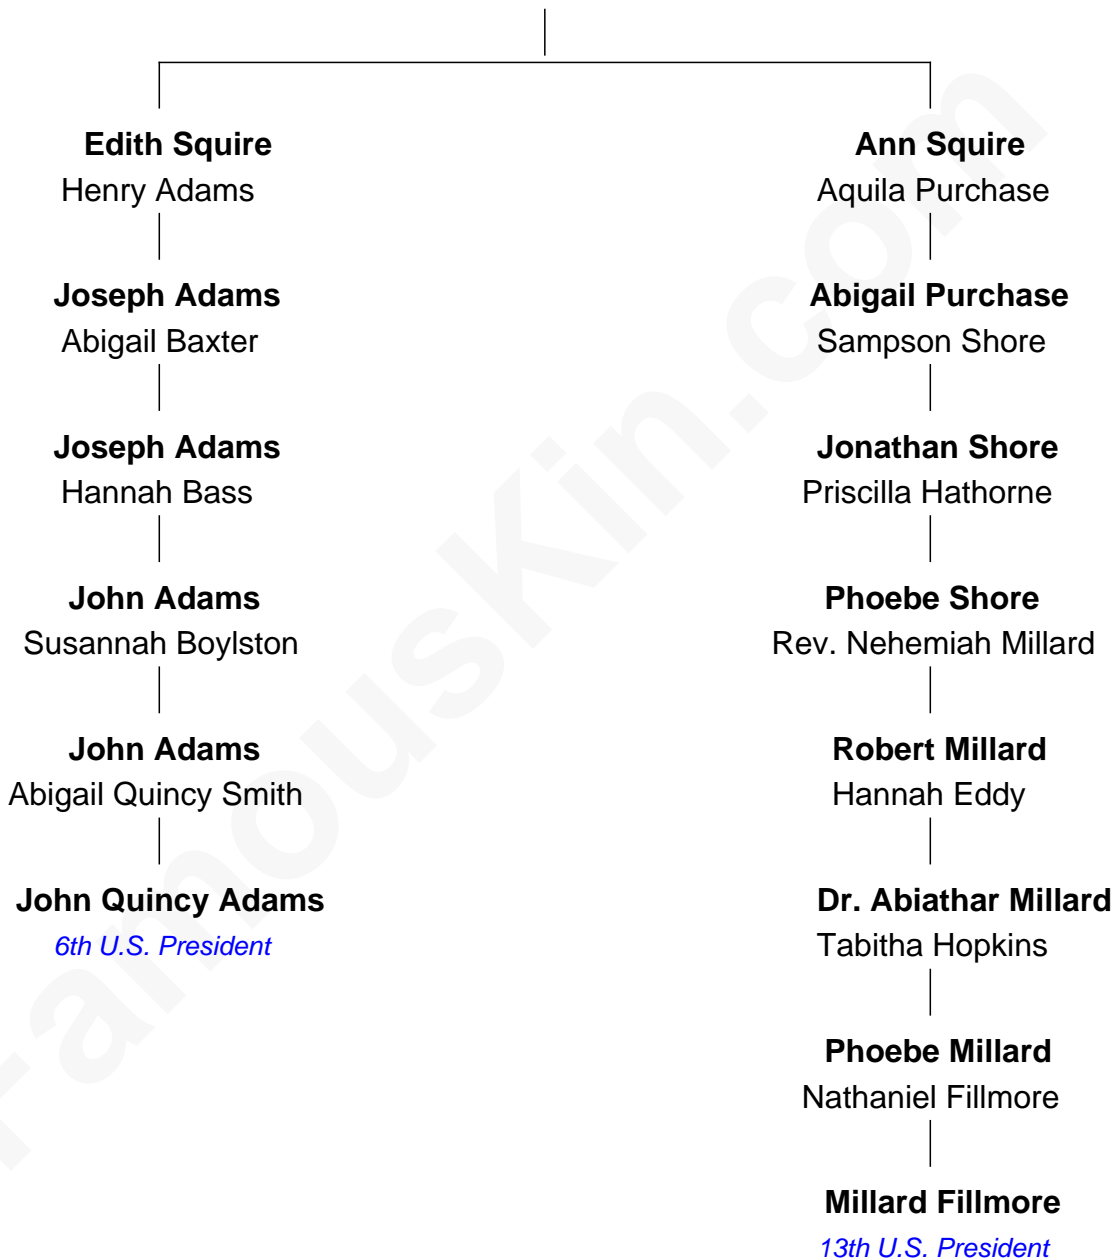 Edith Squire
Henry Adams
Joseph Adams
Abigail Baxter
Joseph Adams
Hannah Bass
John Adams
Susannah Boylston
John Adams
Abigail Quincy Smith
John Quincy Adams
6th U.S. President
Ann Squire
Aquila Purchase
Abigail Purchase
Sampson Shore
Jonathan Shore
Priscilla Hathorne
Phoebe Shore
Rev. Nehemiah Millard
Robert Millard
Hannah Eddy
Dr. Abiathar Millard
Tabitha Hopkins
Phoebe Millard
Nathaniel Fillmore
Millard Fillmore
13th U.S. President
FamousKin.com